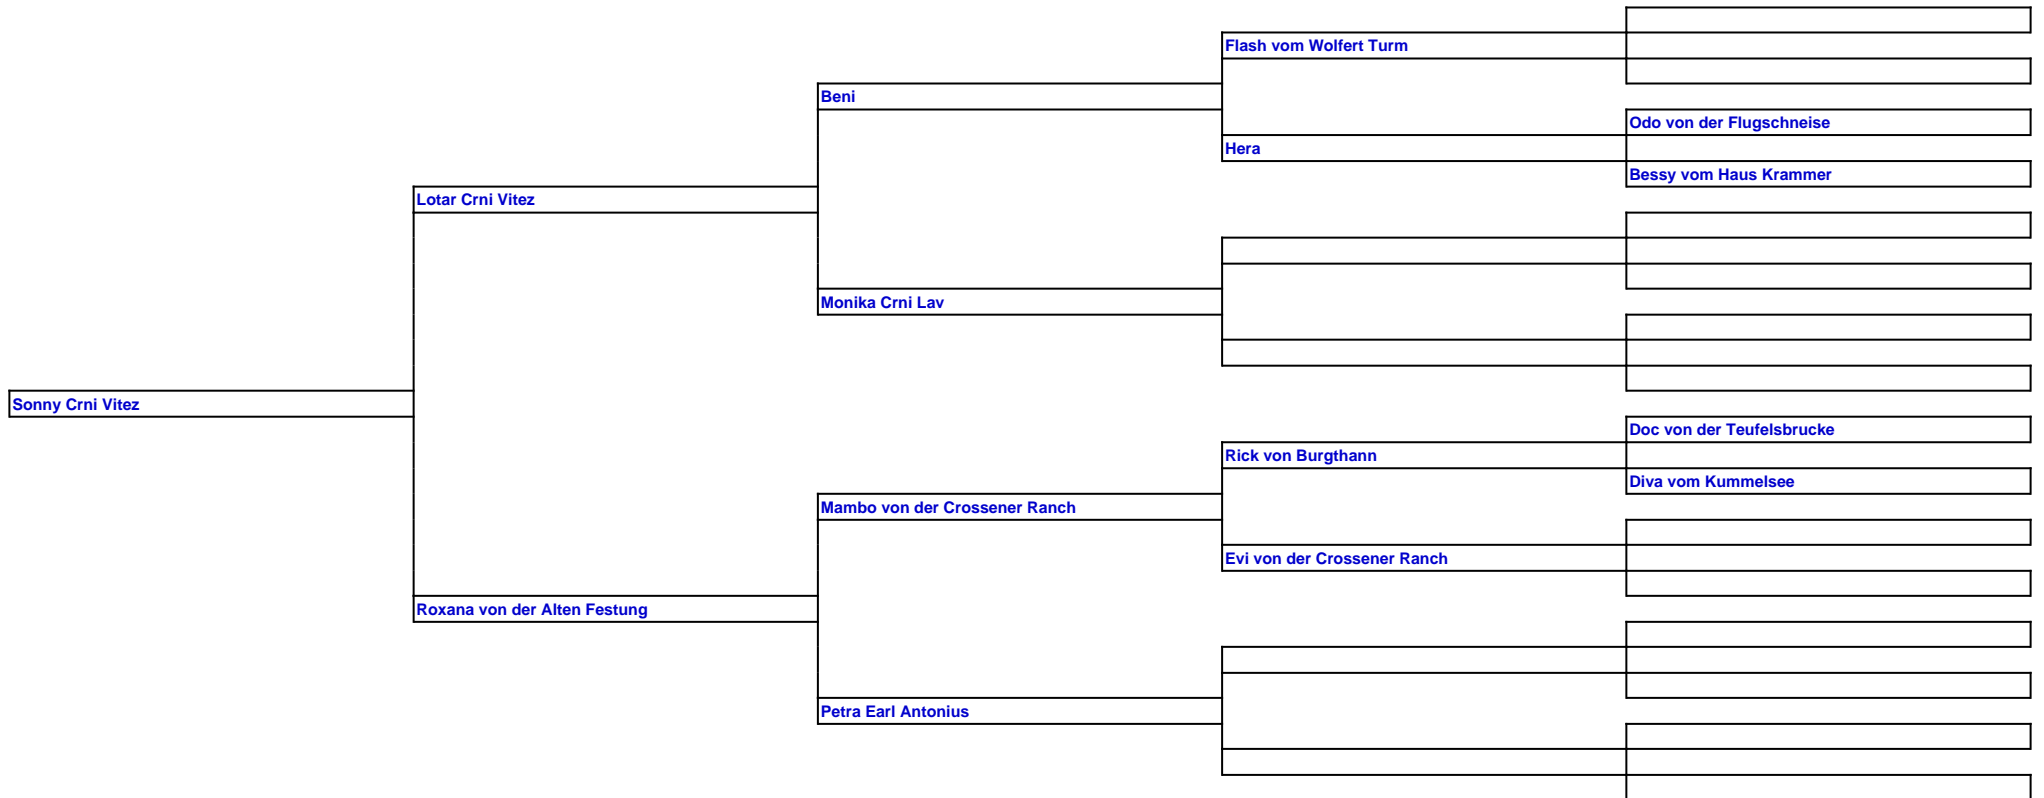 Flash vom Wolfert Turm
Beni
Odo von der Flugschneise
Hera
Bessy vom Haus Krammer
Lotar Crni Vitez
Monika Crni Lav
Sonny Crni Vitez
Doc von der Teufelsbrucke
Rick von Burgthann
Diva vom Kummelsee
Mambo von der Crossener Ranch
Evi von der Crossener Ranch
Roxana von der Alten Festung
Petra Earl Antonius